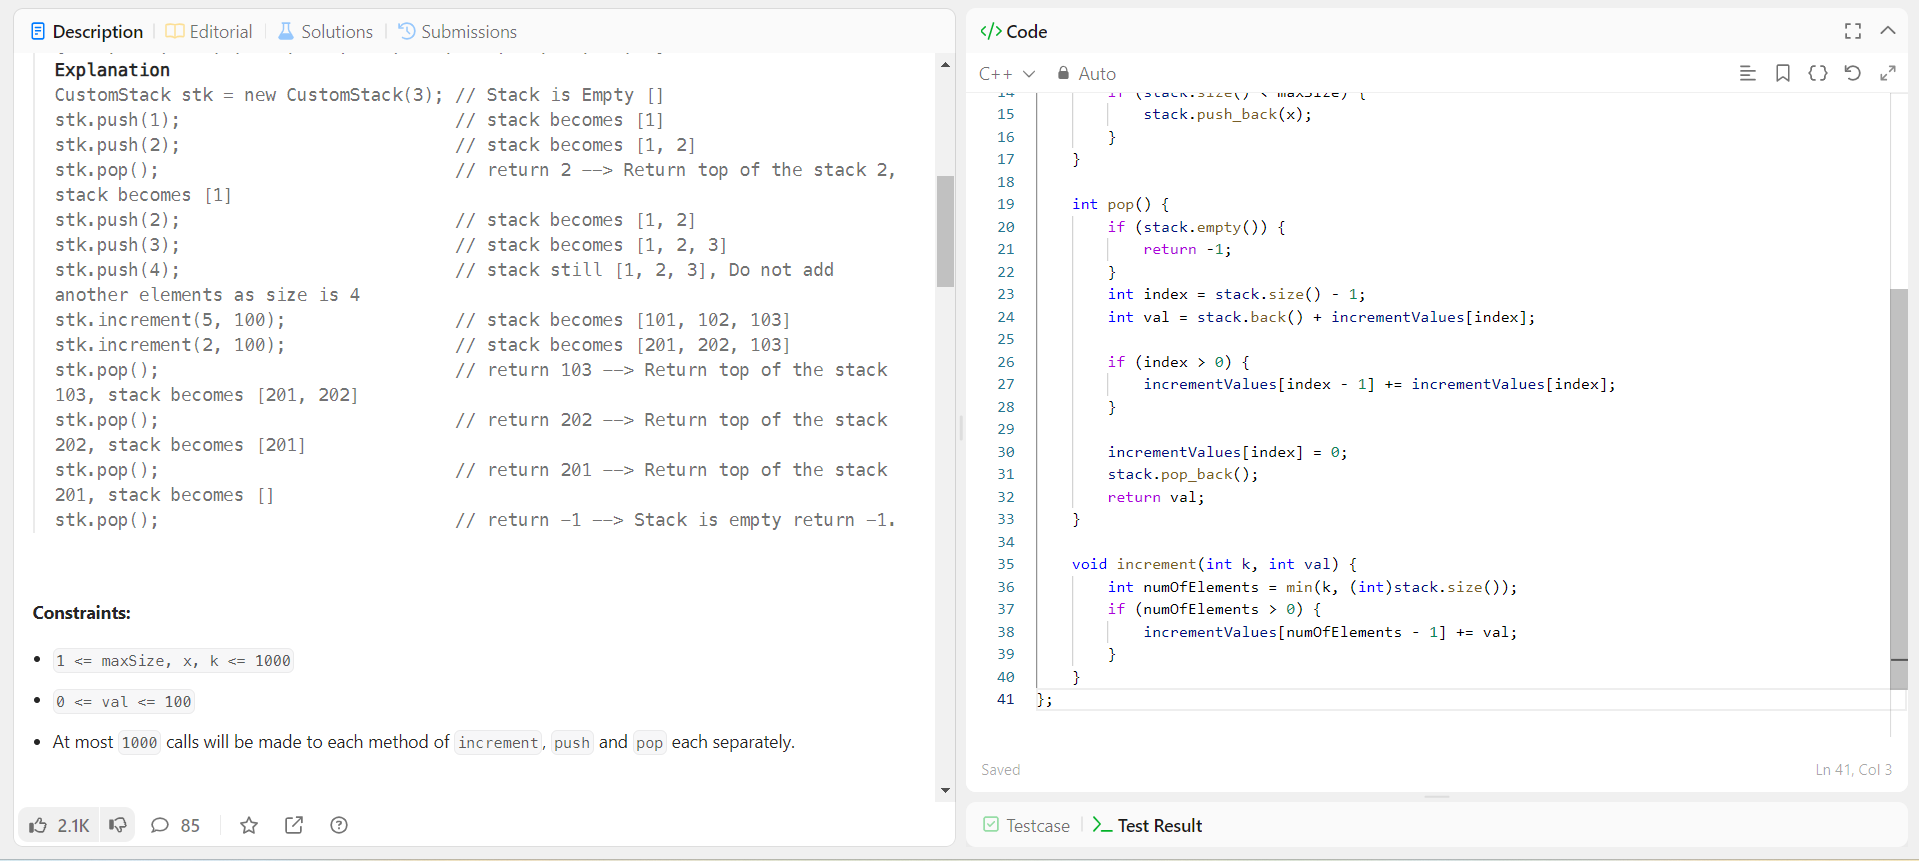 Description
Editorial
Solutions
Submissions
Explanation
CustomStack stk = new CustomStack(3); // Stack is Empty []
stk.push(1); // stack becomes [1]
stk.push(2); // stack becomes [1, 2]
stk.pop(); // return 2 --> Return top of the stack 2,
stack becomes [1]
stk.push(2); // stack becomes [1, 2]
stk.push(3); // stack becomes [1, 2, 3]
stk.push(4); // stack still [1, 2, 3], Do not add
another elements as size is 4
stk.increment(5, 100); // stack becomes [101, 102, 103]
stk.increment(2, 100); // stack becomes [201, 202, 103]
stk.pop(); // return 103 --> Return top of the stack
103, stack becomes [201, 202]
stk.pop(); // return 202 --> Return top of the stack
202, stack becomes [201]
stk.pop(); // return 201 --> Return top of the stack
201, stack becomes []
stk.pop(); // return -1 --> Stack is empty return -1.
Constraints:
• 1 <= maxSize, x, k <= 1000
• 0 <= val <= 100
• At most 1000 calls will be made to each method of increment, push and pop each separately.
2.1K
85
</> Code
C++
Auto
14 if (stack.size() < maxSize) {
15 stack.push_back(x);
16 }
17 }
18
19 int pop() {
20 if (stack.empty()) {
21 return -1;
22 }
23 int index = stack.size() - 1;
24 int val = stack.back() + incrementValues[index];
25
26 if (index > 0) {
27 incrementValues[index - 1] += incrementValues[index];
28 }
29
30 incrementValues[index] = 0;
31 stack.pop_back();
32 return val;
33 }
34
35 void increment(int k, int val) {
36 int numOfElements = min(k, (int)stack.size());
37 if (numOfElements > 0) {
38 incrementValues[numOfElements - 1] += val;
39 }
40 }
41 };
Saved
Ln 41, Col 3
Testcase
Test Result